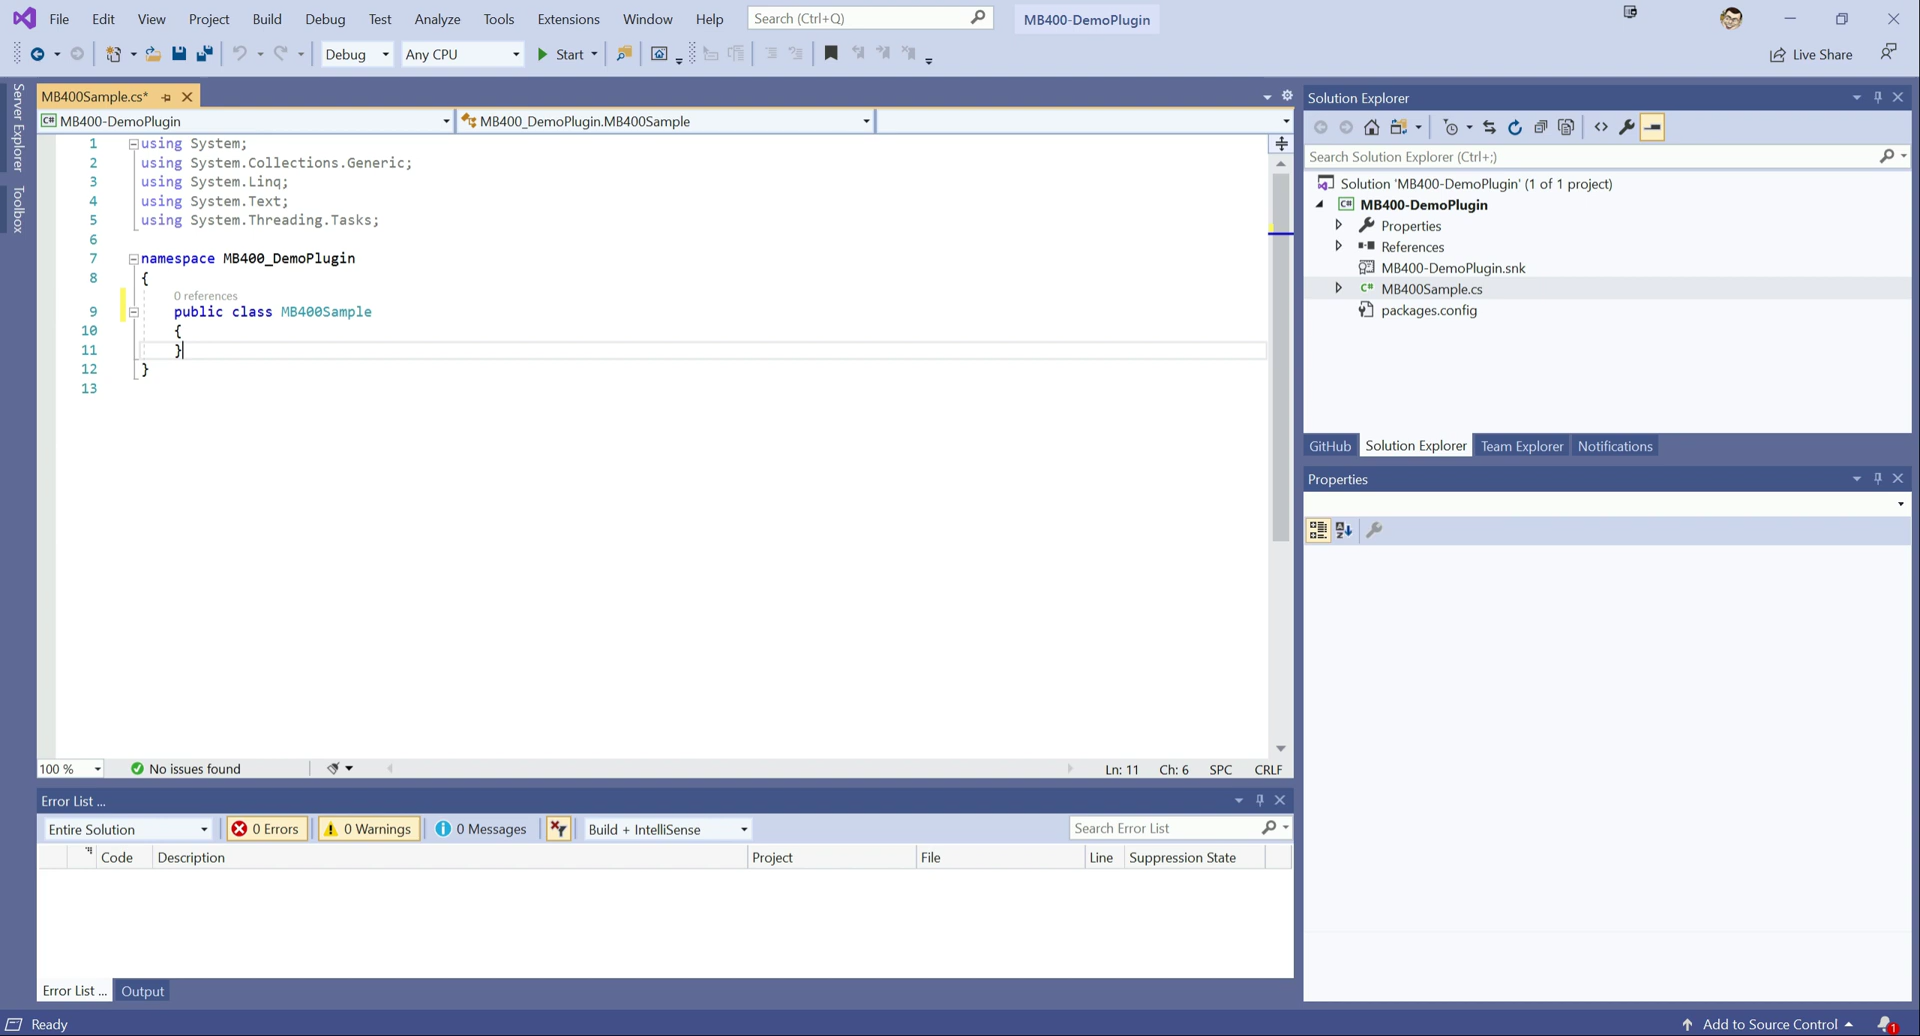 File Edit View Project Build Debug Test Analyze Tools Extensions Window Help Search (Ctrl+Q) MB400-DemoPlugin
Debug Any CPU Start Live Share
Server Explorer
Toolbox
MB400Sample.cs*
MB400-DemoPlugin MB400_DemoPlugin.MB400Sample
1 using System;
2 using System.Collections.Generic;
3 using System.Linq;
4 using System.Text;
5 using System.Threading.Tasks;
6
7 namespace MB400_DemoPlugin
8 {
0 references
9 public class MB400Sample
10 {
11 }
12 }
13
100 % No issues found Ln: 11 Ch: 6 SPC CRLF
Error List ...
Entire Solution 0 Errors 0 Warnings 0 Messages Build + IntelliSense Search Error List
Code Description Project File Line Suppression State
Error List ... Output
Solution Explorer
Search Solution Explorer (Ctrl+;)
Solution 'MB400-DemoPlugin' (1 of 1 project)
C# MB400-DemoPlugin
Properties
References
MB400-DemoPlugin.snk
C# MB400Sample.cs
packages.config
GitHub Solution Explorer Team Explorer Notifications
Properties
Ready Add to Source Control 1